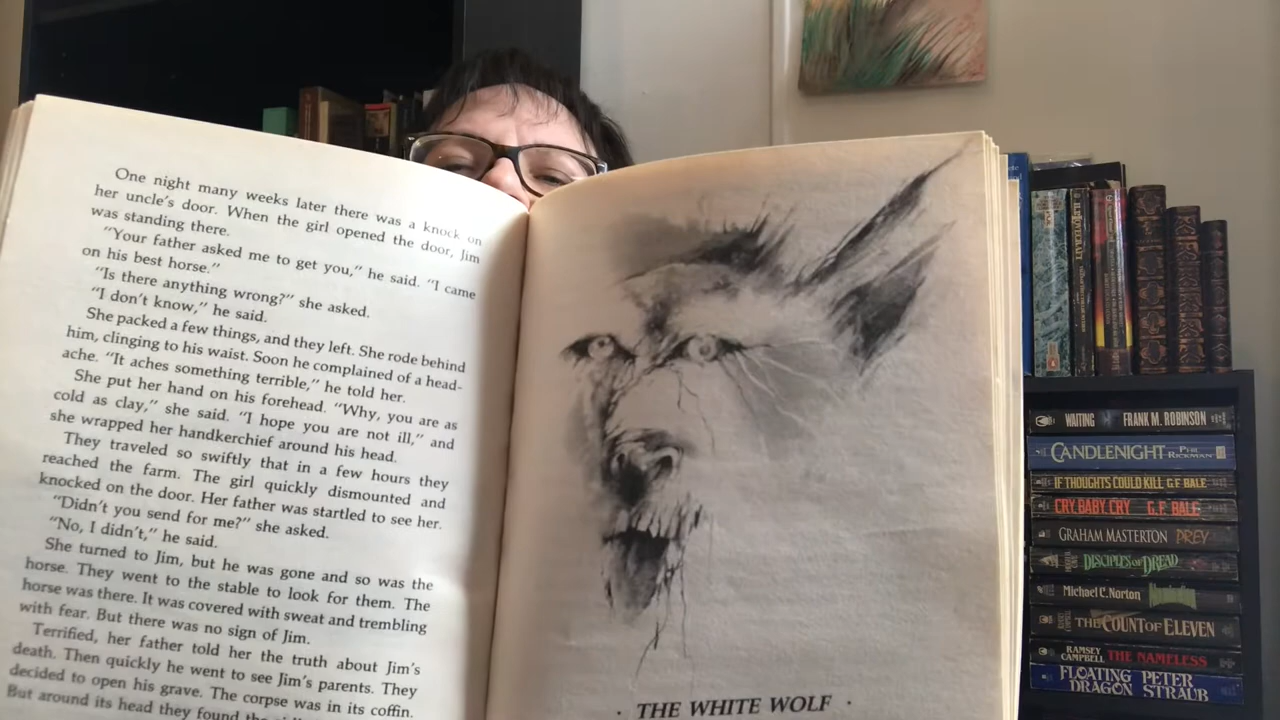 One night many weeks later there was a knock on
her uncle's door. When the girl opened the door, Jim
was standing there.
"Your father asked me to get you," he said. "I came
on his best horse."
"Is there anything wrong?" she asked.
"I don't know," he said.
She packed a few things, and they left. She rode behind
him, clinging to his waist. Soon he complained of a head-
ache. "It aches something terrible," he told her.
She put her hand on his forehead. "Why, you are as
cold as clay," she said. "I hope you are not ill," and
she wrapped her handkerchief around his head.
They traveled so swiftly that in a few hours they
reached the farm. The girl quickly dismounted and
knocked on the door. Her father was startled to see her.
"Didn't you send for me?" she asked.
"No, I didn't," he said.
She turned to Jim, but he was gone and so was the
horse. They went to the stable to look for them. The
horse was there. It was covered with sweat and trembling
with fear. But there was no sign of Jim.
Terrified, her father told her the truth about Jim's
death. Then quickly he went to see Jim's parents. They
decided to open his grave. The corpse was in its coffin.
But around its head they found the
· THE WHITE WOLF ·
H.P. LOVECRAFT
WAITING FRANK M. ROBINSON
CANDLENIGHT PHIL RICKMAN
IF THOUGHTS COULD KILL G.F. BALE
CRY BABY, CRY G.F. BALE
GRAHAM MASTERTON PREY
DISCIPLES OF DREAD
Michael C. Norton
THE COUNT OF ELEVEN
RAMSEY CAMPBELL THE NAMELESS
FLOATING DRAGON PETER STRAUB